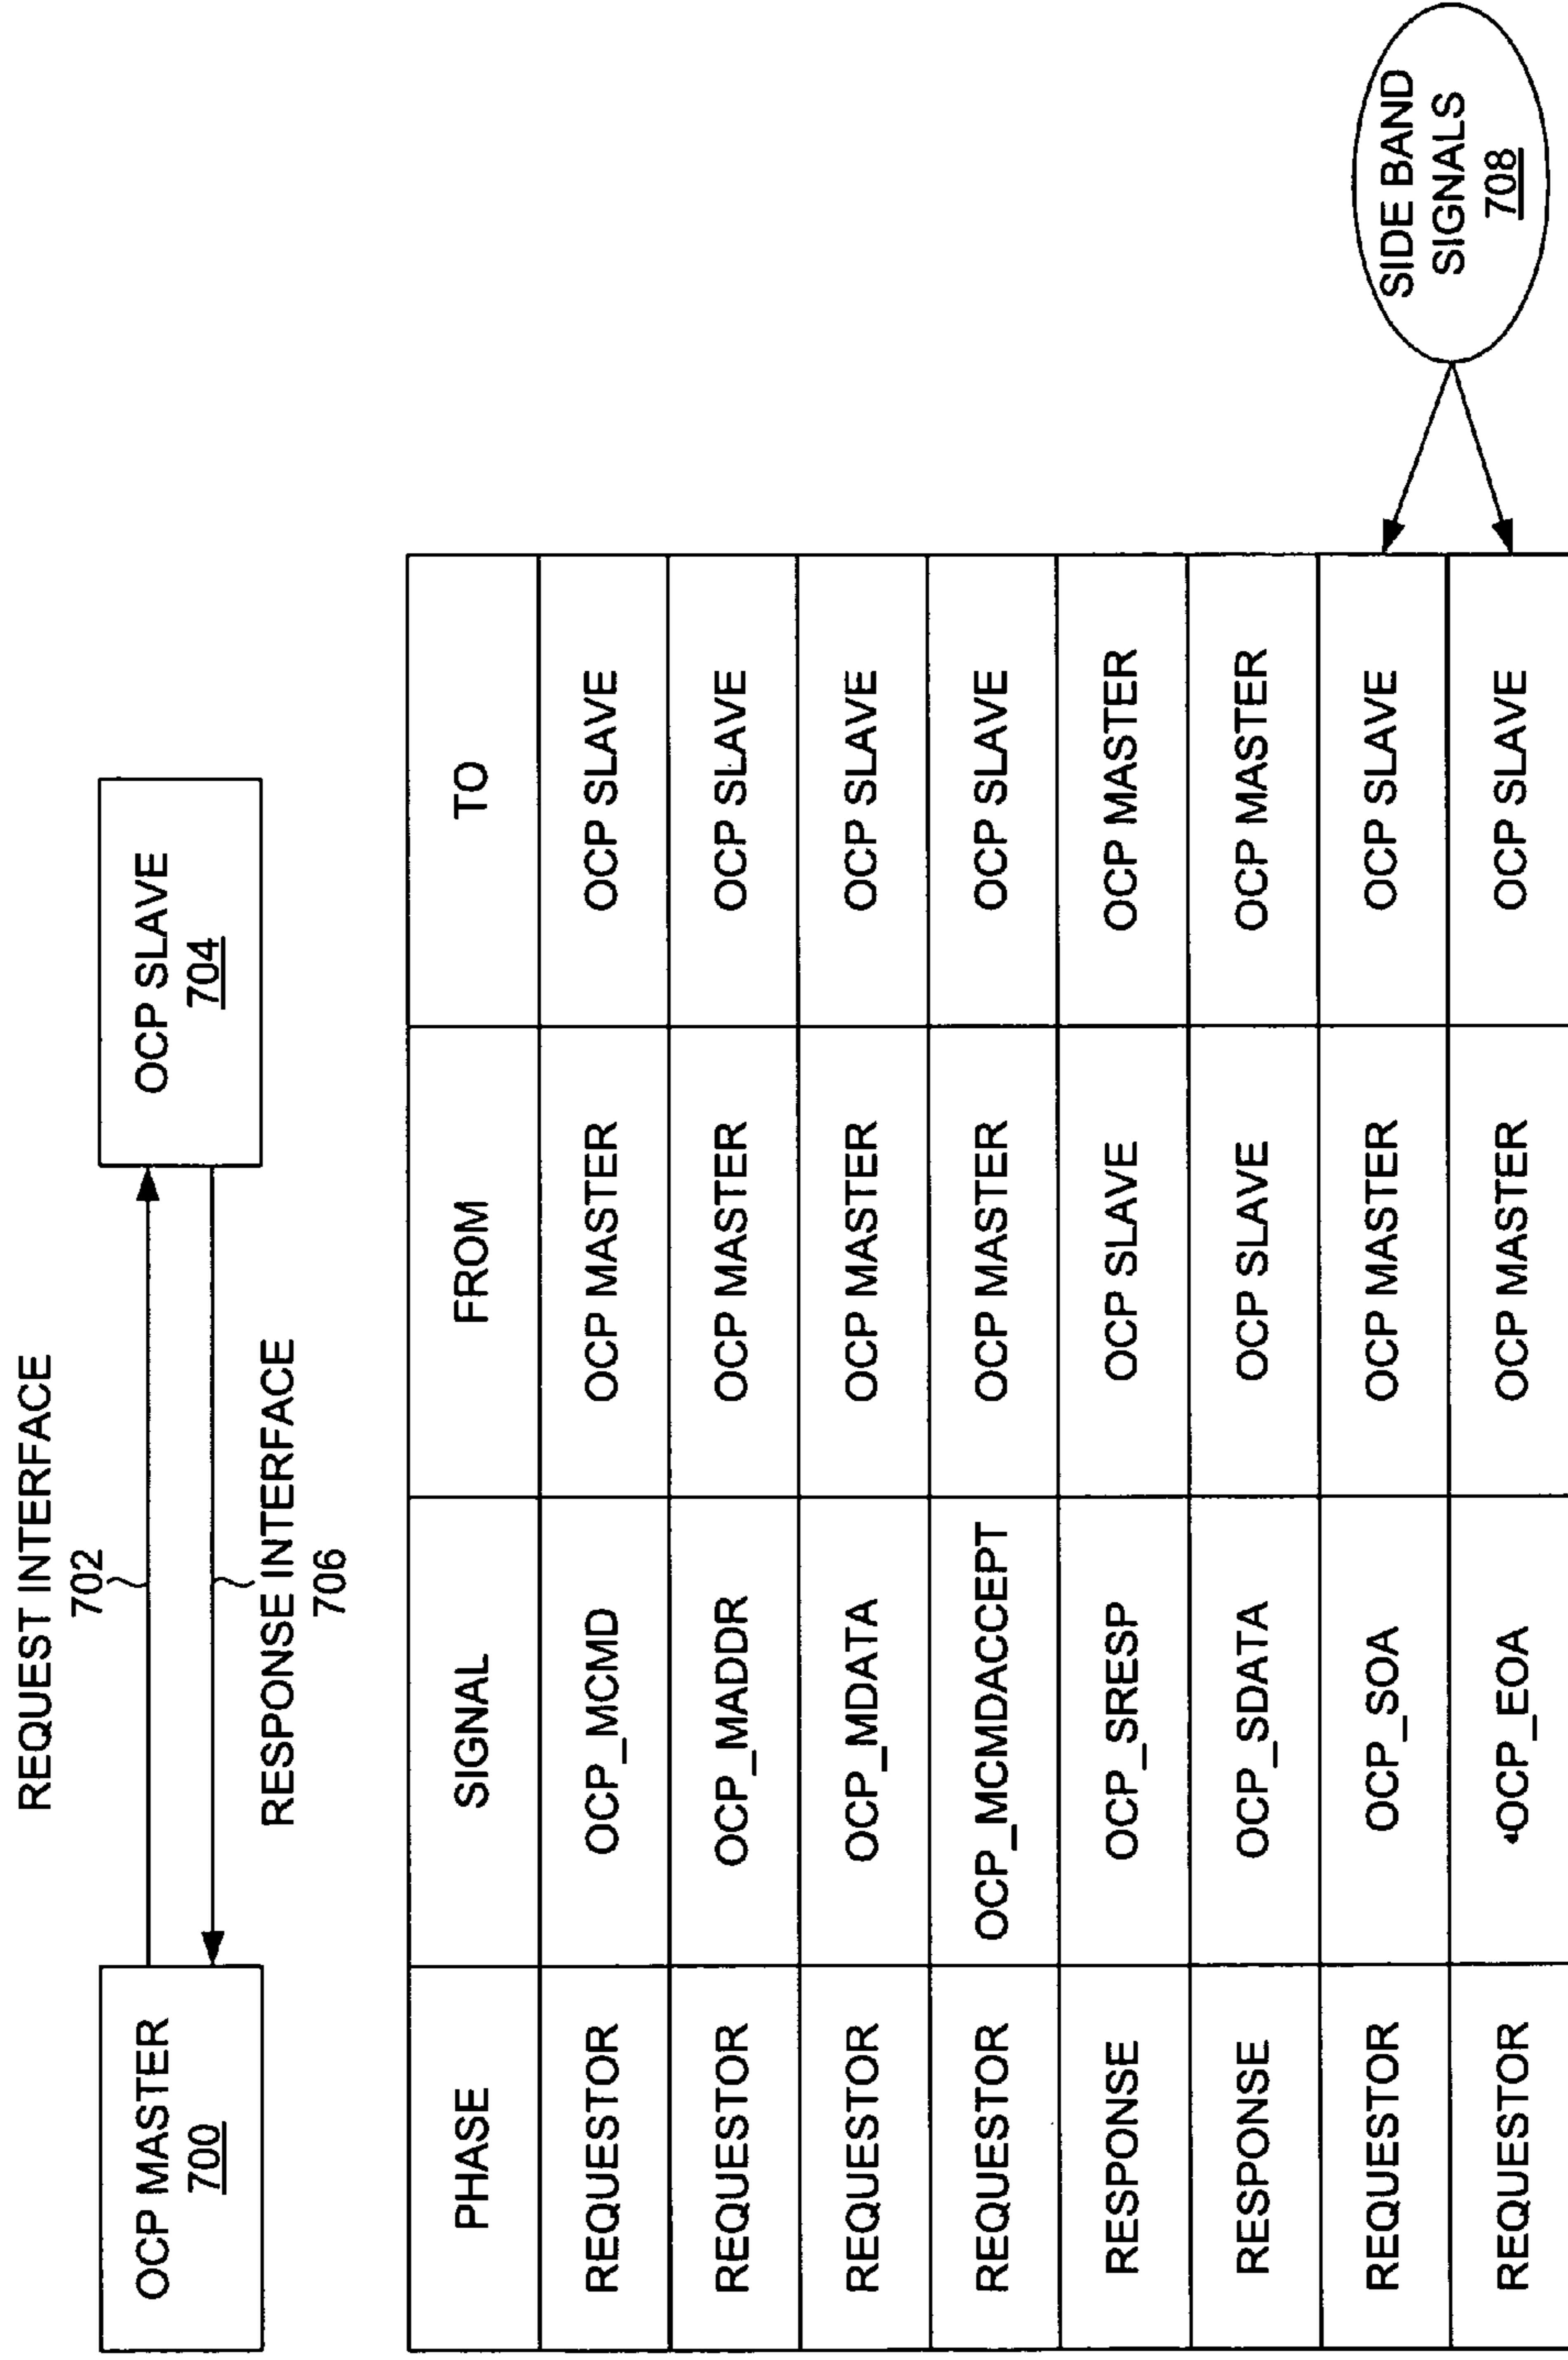 REQUEST INTERFACE
702
OCP MASTER
700
OCP SLAVE
704
RESPONSE INTERFACE
706
PHASE SIGNAL FROM TO
REQUESTOR OCP_MCMD OCP MASTER OCP SLAVE
REQUESTOR OCP_MADDR OCP MASTER OCP SLAVE
REQUESTOR OCP_MDATA OCP MASTER OCP SLAVE
REQUESTOR OCP_MCMDACCEPT OCP MASTER OCP SLAVE
RESPONSE OCP_SRESP OCP SLAVE OCP MASTER
RESPONSE OCP_SDATA OCP SLAVE OCP MASTER
REQUESTOR OCP_SOA OCP MASTER OCP SLAVE
REQUESTOR OCP_EOA OCP MASTER OCP SLAVE
SIDE BAND
SIGNALS
708